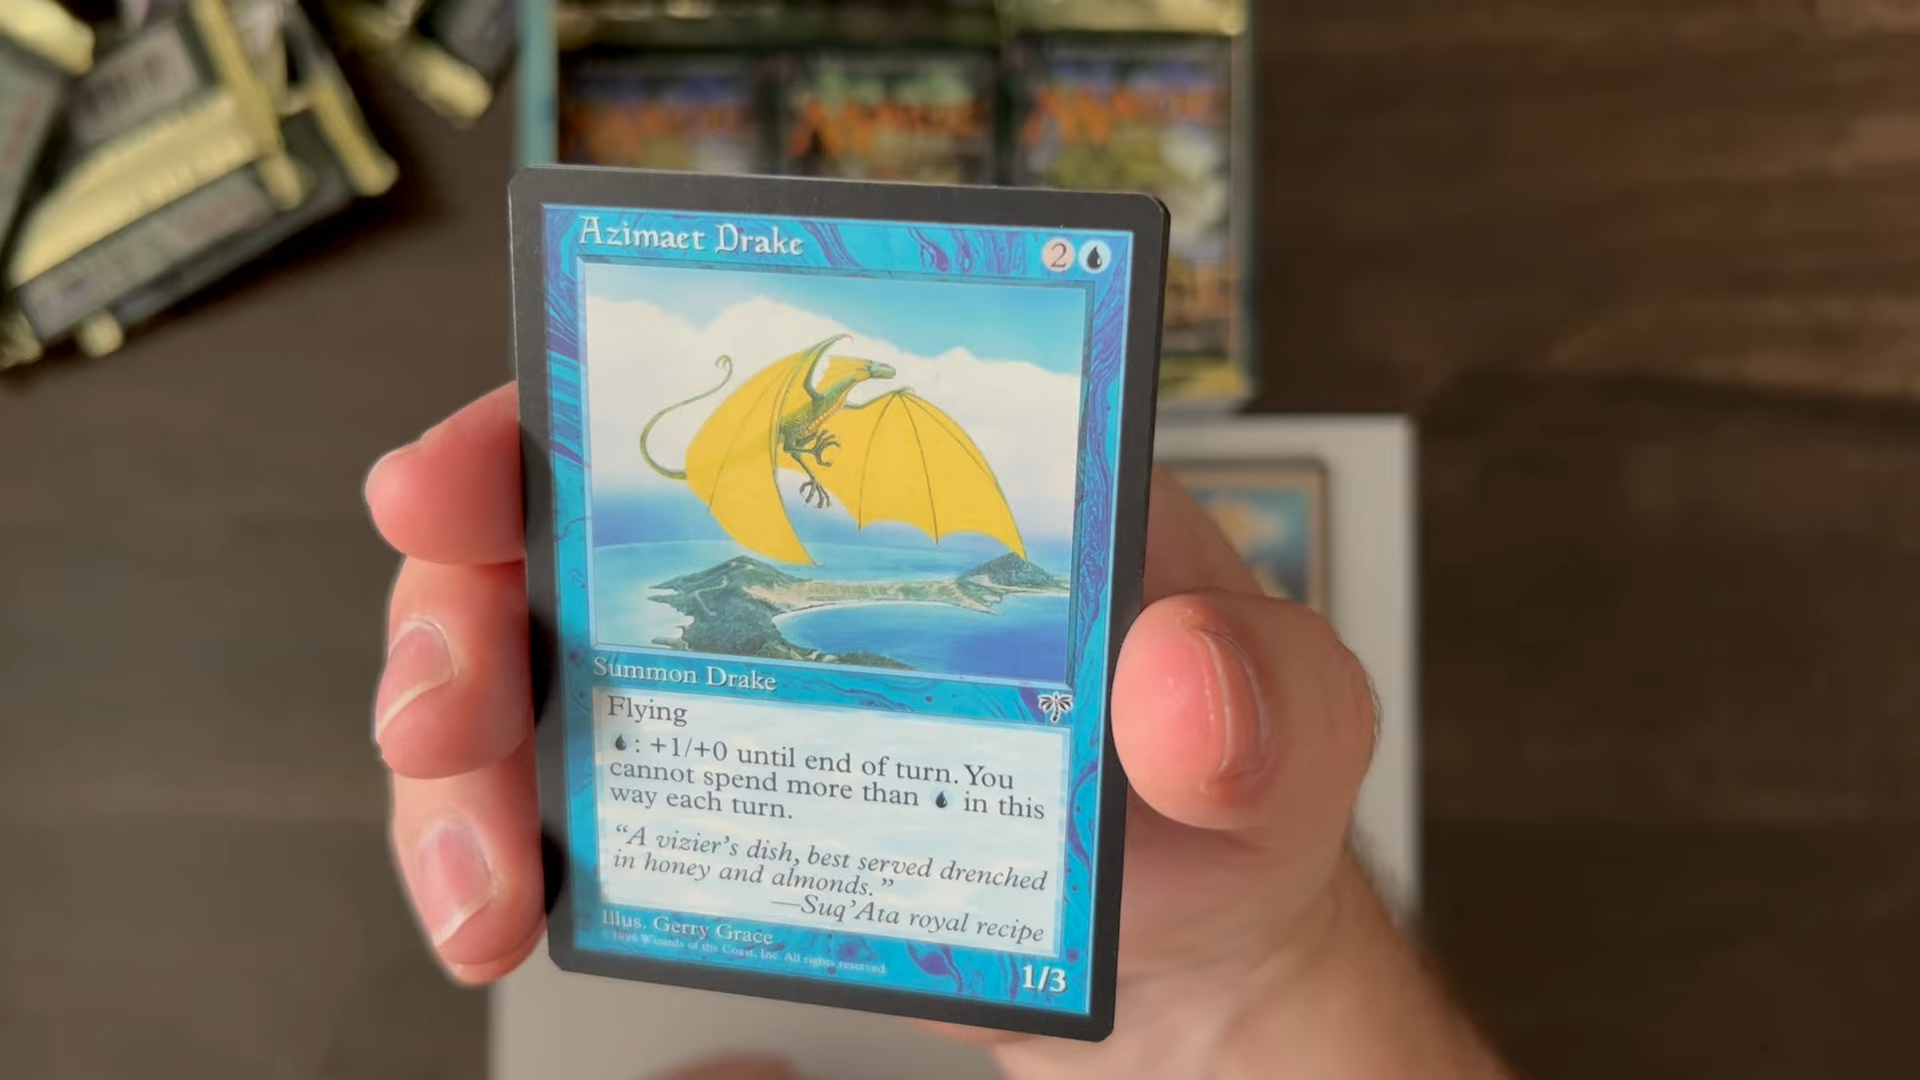 Azimaet Drake
2
Summon Drake
Flying
: +1/+0 until end of turn. You
cannot spend more than in this
way each turn.
“A vizier’s dish, best served drenched
in honey and almonds.”
—Suq’Ata royal recipe
Illus. Gerry Grace
© 1996 Wizards of the Coast, Inc. All rights reserved.
1/3